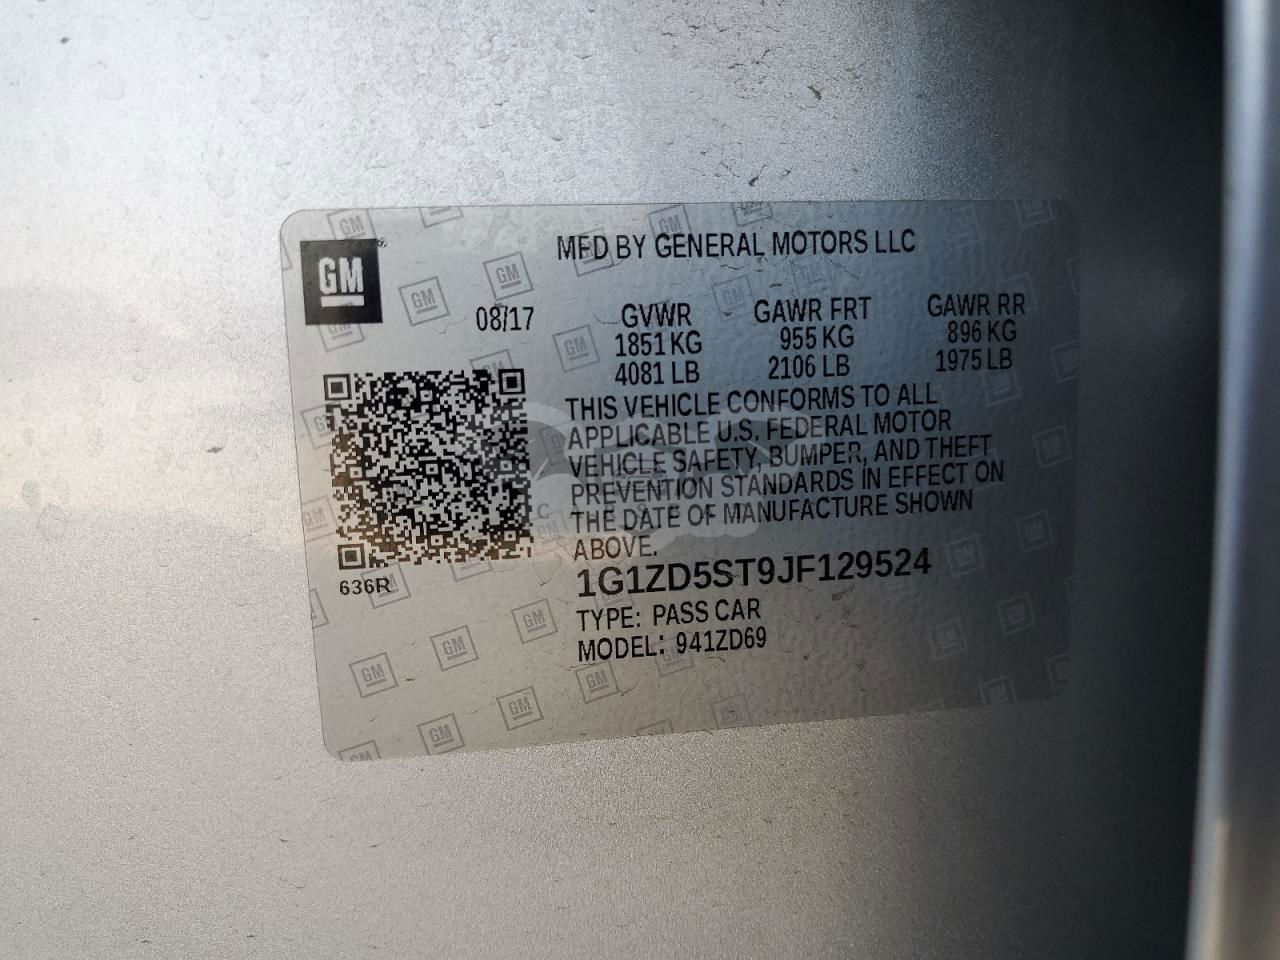 GM
MFD BY GENERAL MOTORS LLC
08/17
GVWR
1851 KG
4081 LB
GAWR FRT
955 KG
2106 LB
GAWR RR
896 KG
1975 LB
THIS VEHICLE CONFORMS TO ALL
APPLICABLE U.S. FEDERAL MOTOR
VEHICLE SAFETY, BUMPER, AND THEFT
PREVENTION STANDARDS IN EFFECT ON
THE DATE OF MANUFACTURE SHOWN
ABOVE.
636R
1G1ZD5ST9JF129524
TYPE: PASS CAR
MODEL: 941ZD69